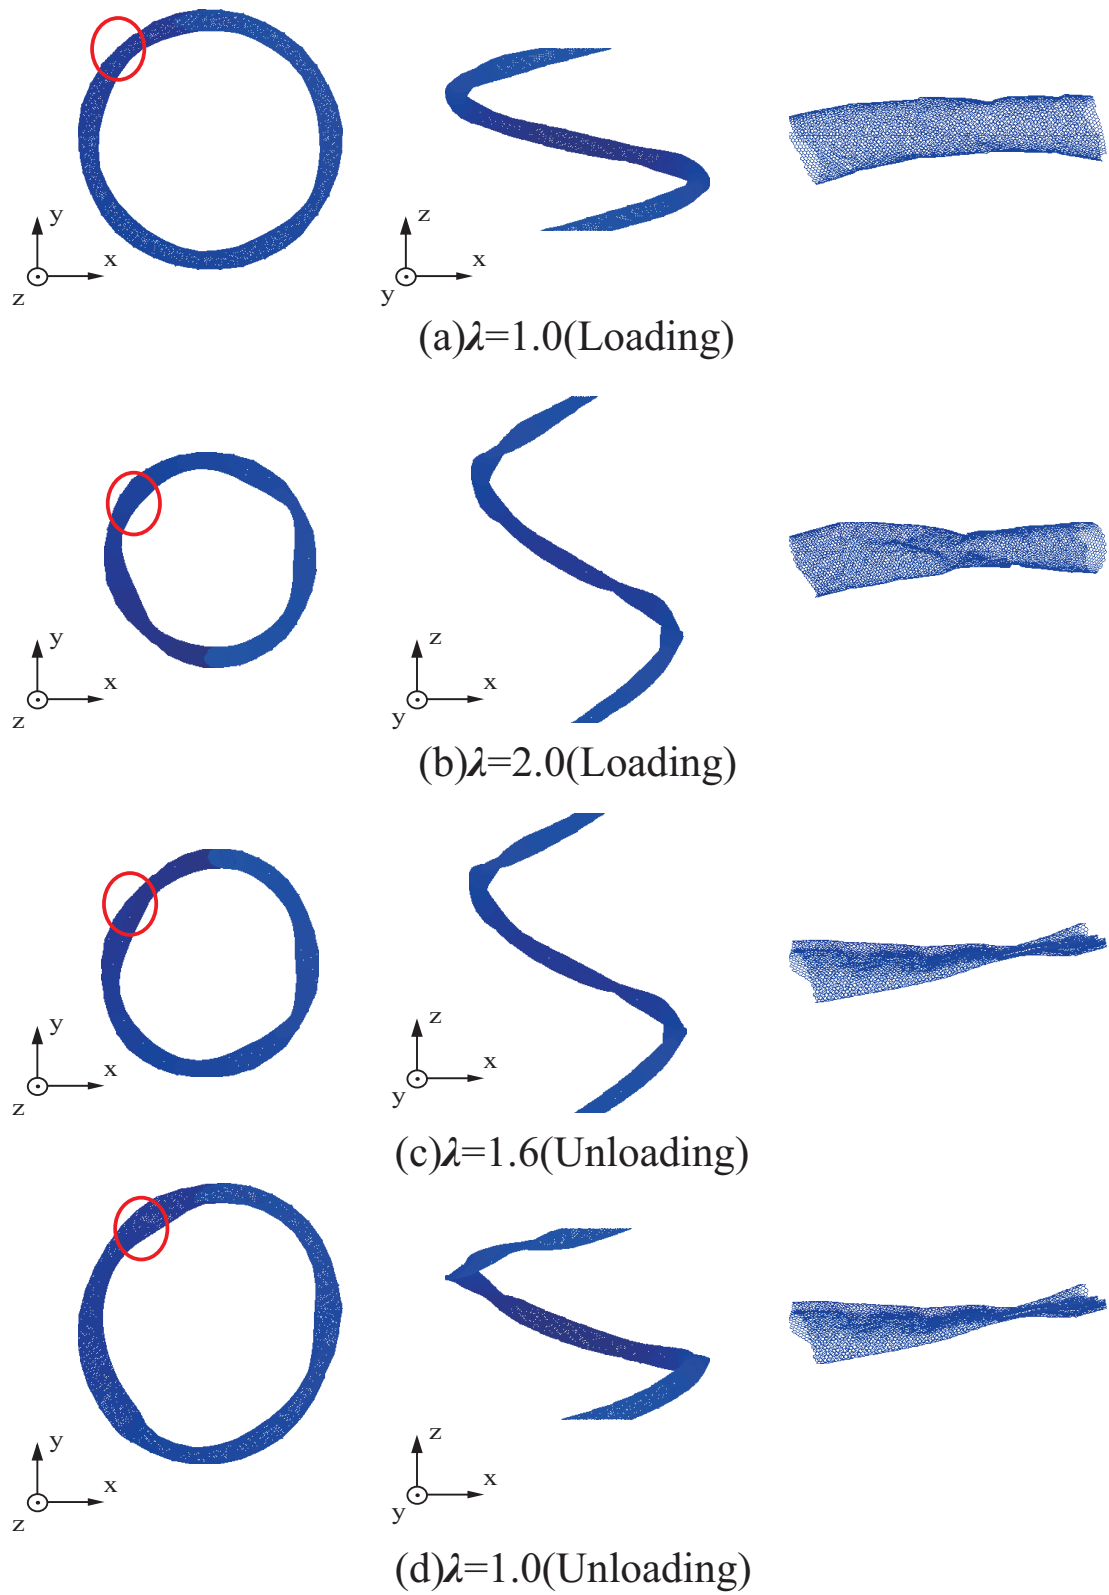 y
x
z
z
x
y
(a)λ=1.0(Loading)
y
x
z
z
x
y
(b)λ=2.0(Loading)
y
x
z
z
x
y
(c)λ=1.6(Unloading)
y
x
z
z
x
y
(d)λ=1.0(Unloading)